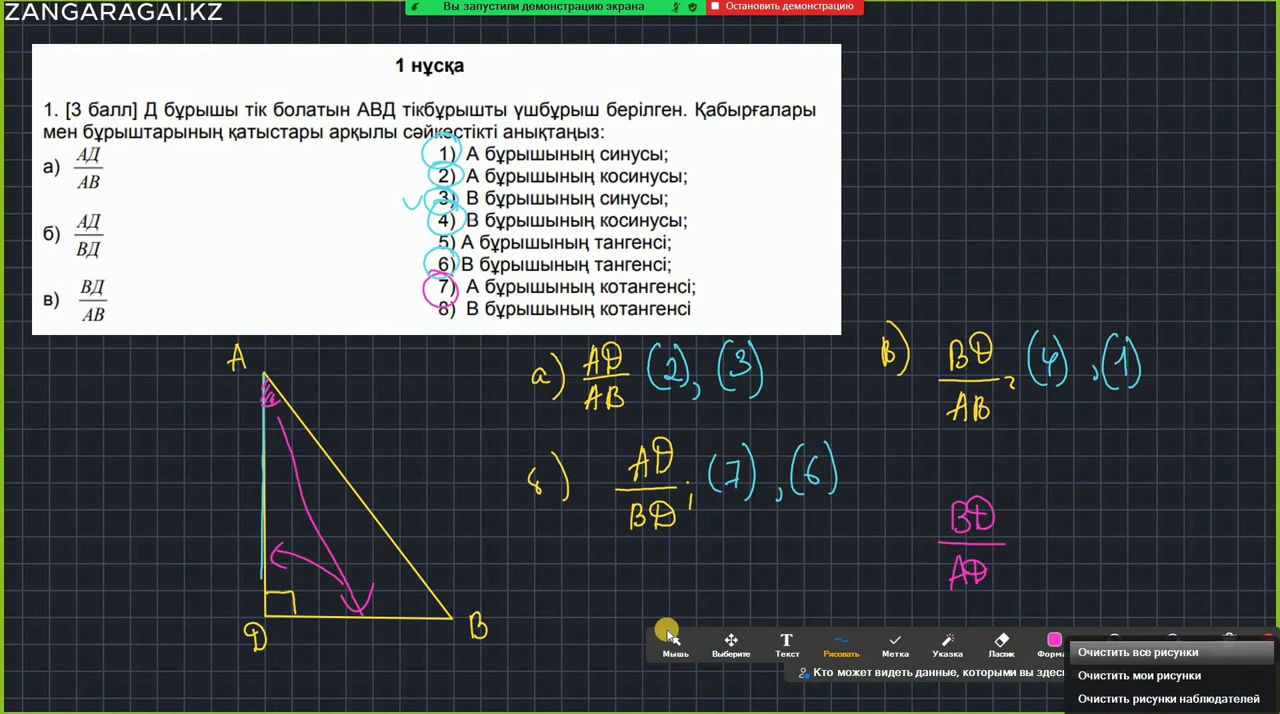 ZANGARAGAI.KZ
Вы запустили демонстрацию экрана
Остановить демонстрацию
1 нұсқа
1. [3 балл] Д бұрышы тік болатын АВД тікбұрышты үшбұрыш берілген. Қабырғалары
мен бұрыштарының қатыстары арқылы сәйкестікті анықтаңыз:
а) АД/АВ
1) А бұрышының синусы;
2) А бұрышының косинусы;
3) В бұрышының синусы;
б) АД/ВД
4) В бұрышының косинусы;
5) А бұрышының тангенсі;
6) В бұрышының тангенсі;
в) ВД/АВ
7) А бұрышының котангенсі;
8) В бұрышының котангенсі
A
D
B
а) AD/AB (2), (3)
в) BD/AB, (4), (1)
б) AD/BD; (7), (6)
BD/AD
Мышь
Выберите
Текст
Рисовать
Метка
Указка
Ластик
Форма
Кто может видеть данные, которыми вы здесь
Очистить все рисунки
Очистить мои рисунки
Очистить рисунки наблюдателей